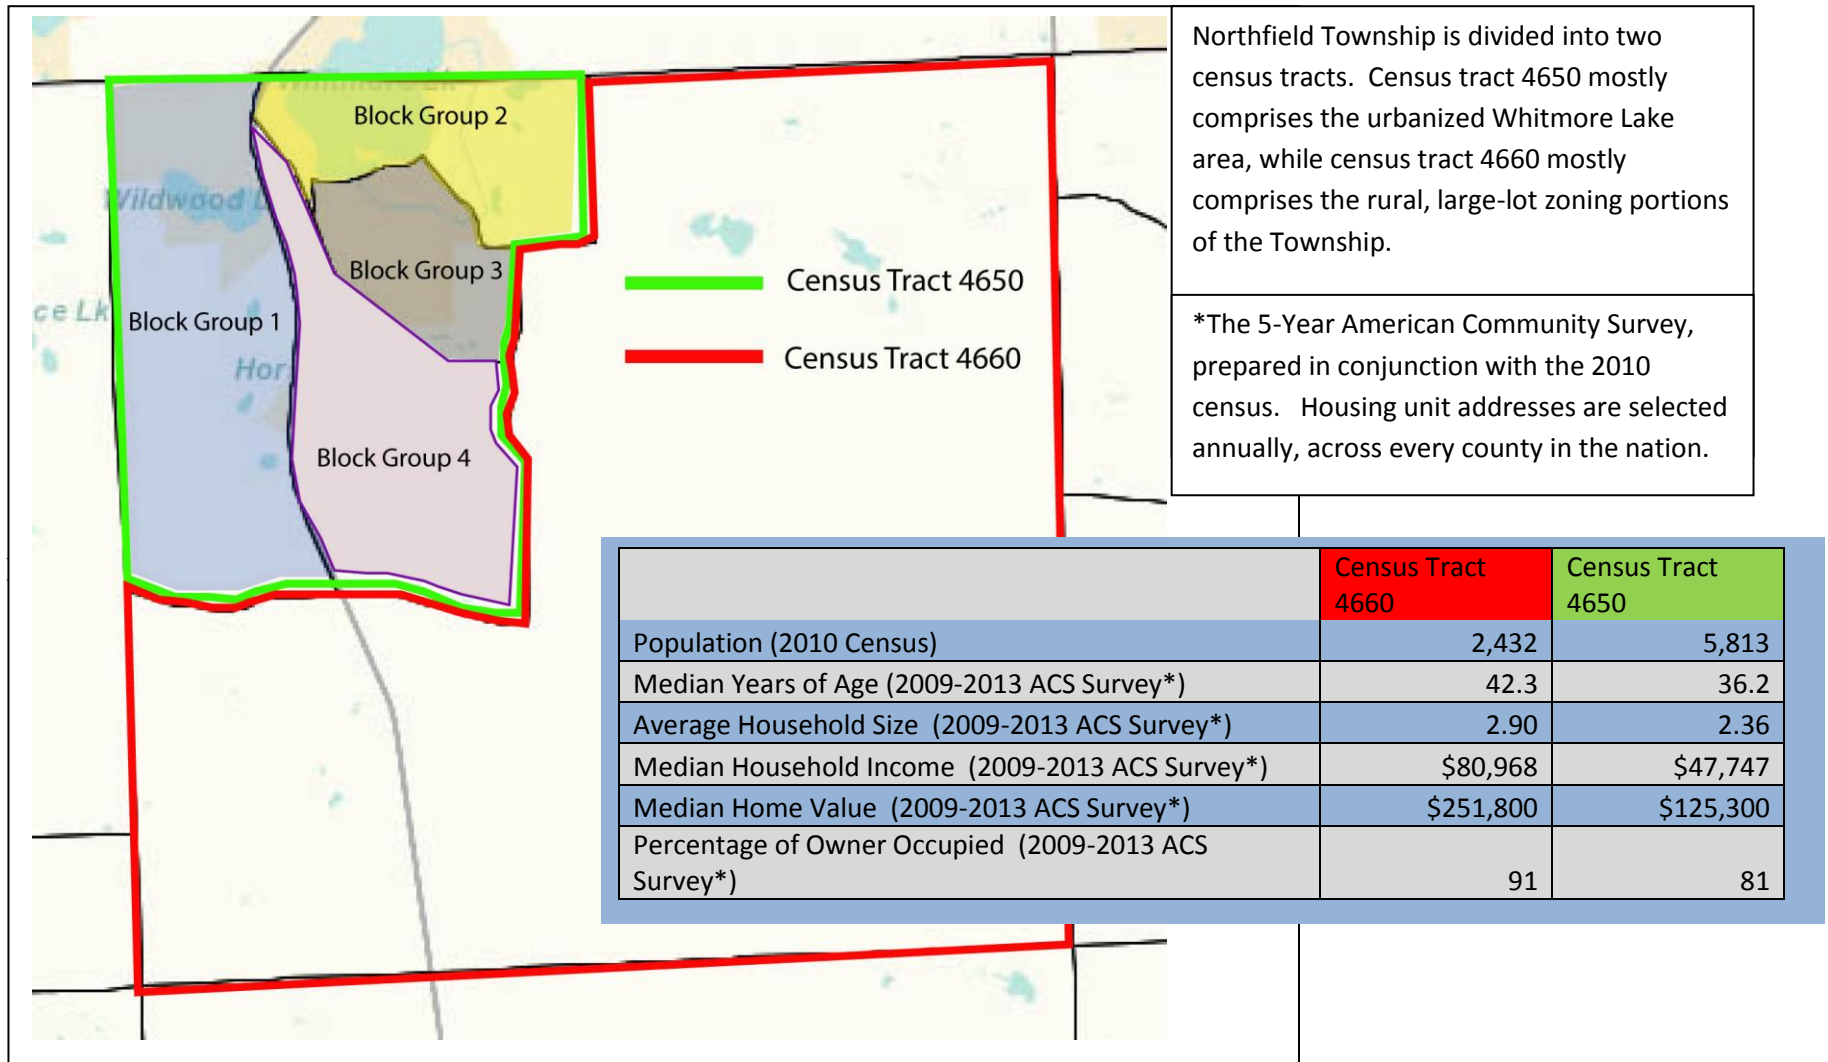 Northfield Township is divided into two
census tracts.  Census tract 4650 mostly
comprises the urbanized Whitmore Lake
area, while census tract 4660 mostly
comprises the rural, large-lot zoning portions
of the Township.
*The 5-Year American Community Survey,
prepared in conjunction with the 2010
census.   Housing unit addresses are selected
annually, across every county in the nation.
Block Group 2
Wildwood L
Block Group 3
ce Lk
Block Group 1
Hor
Block Group 4
Census Tract 4650
Census Tract 4660
Census Tract
4660
Census Tract
4650
Population (2010 Census) 2,432 5,813
Median Years of Age (2009-2013 ACS Survey*) 42.3 36.2
Average Household Size  (2009-2013 ACS Survey*) 2.90 2.36
Median Household Income  (2009-2013 ACS Survey*) $80,968 $47,747
Median Home Value  (2009-2013 ACS Survey*) $251,800 $125,300
Percentage of Owner Occupied  (2009-2013 ACS
Survey*) 91 81